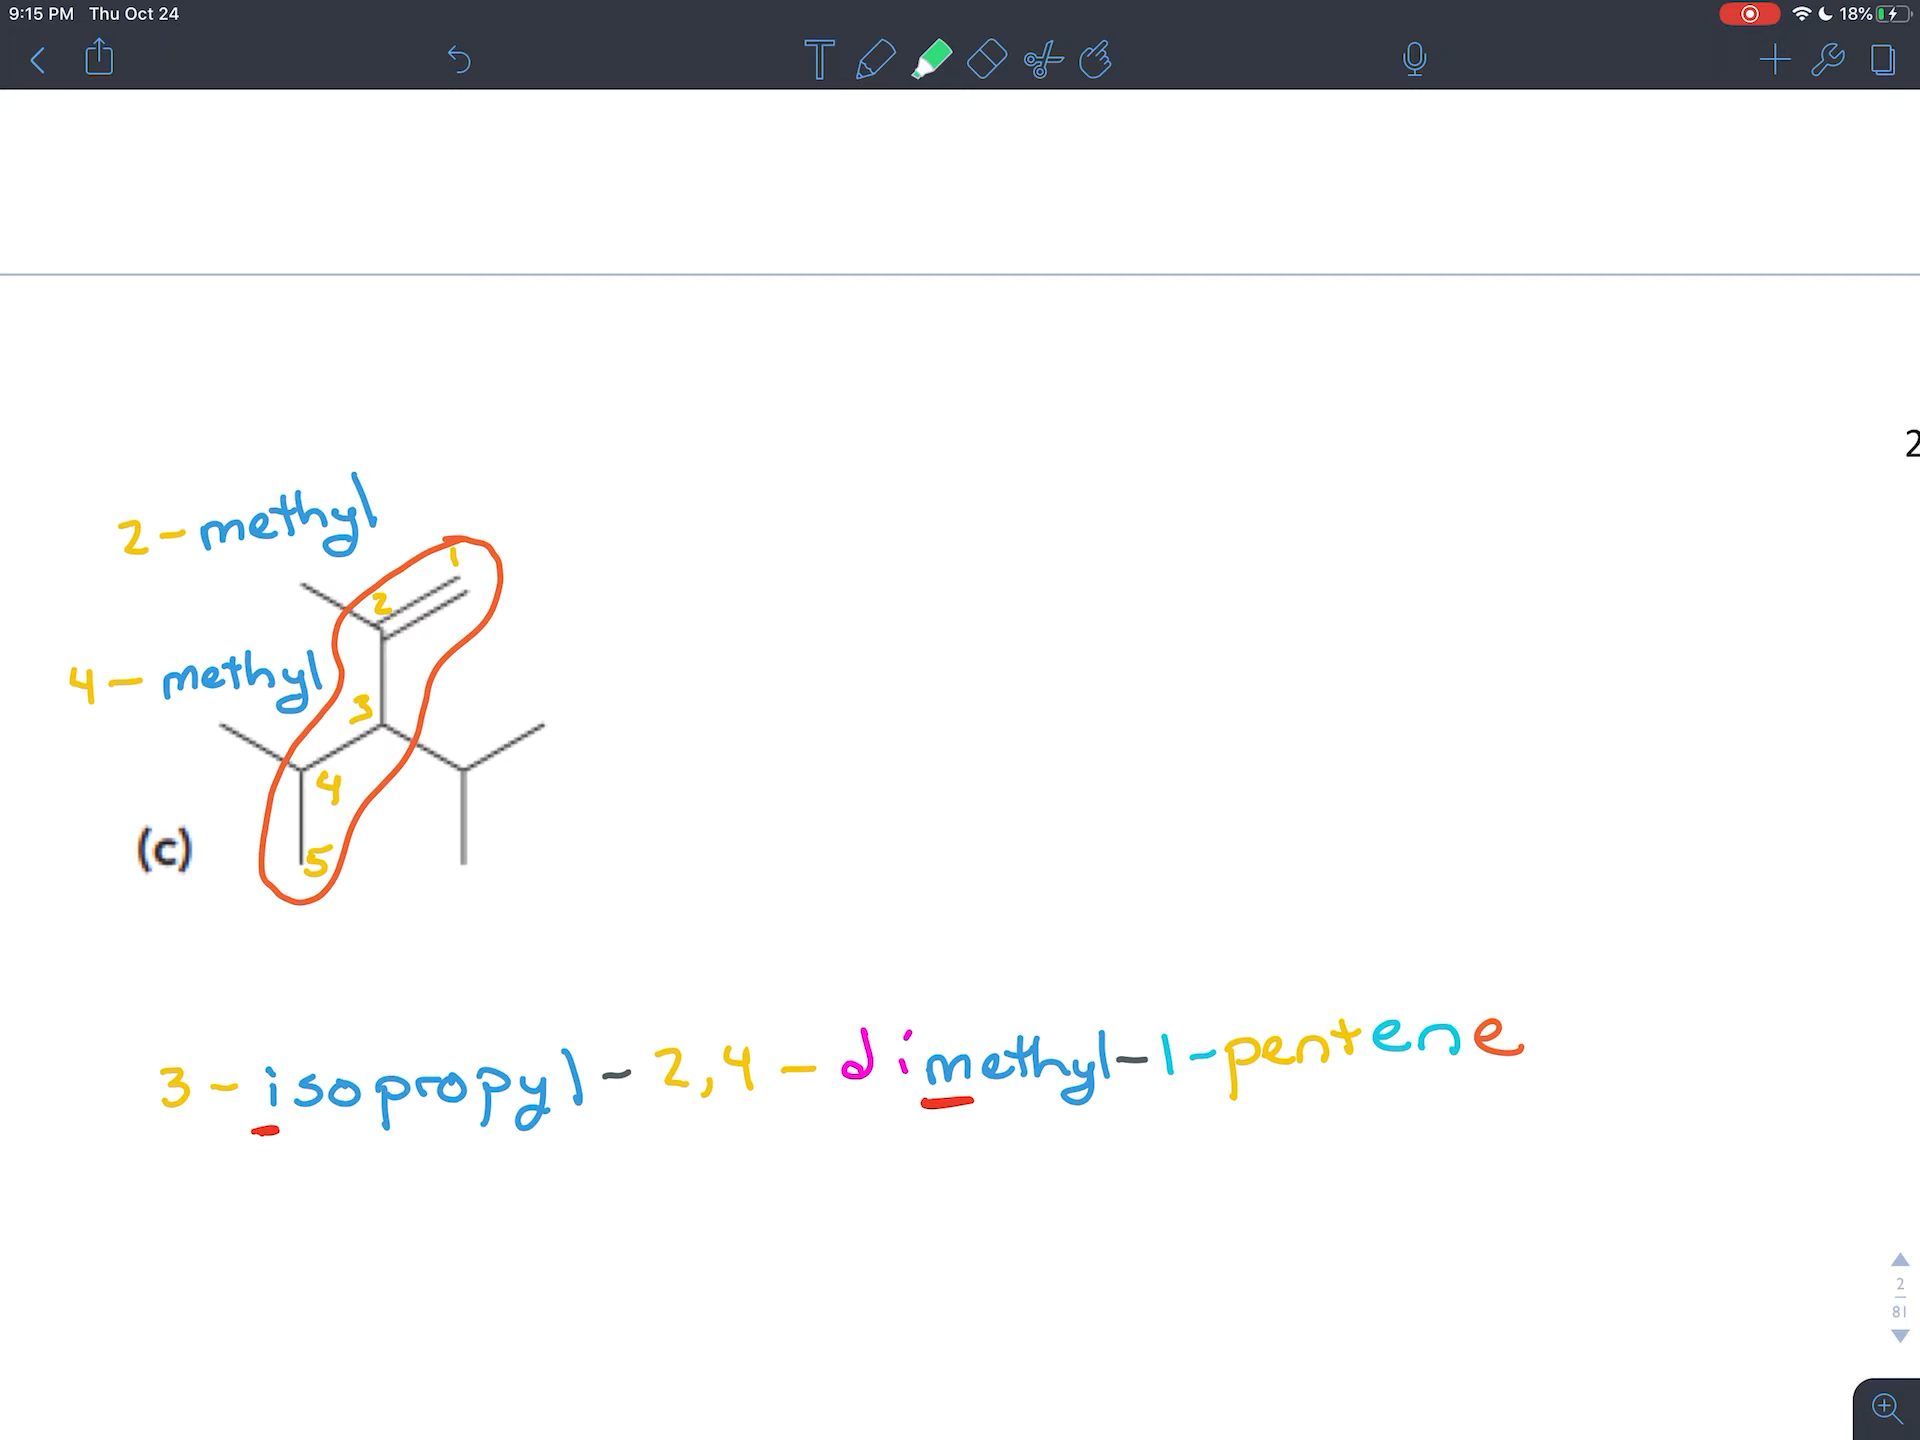 9:15 PM Thu Oct 24
18%
T
2
2-methyl
1
2
4-methyl
3
4
(c)
5
3-isopropyl-2,4-dimethyl-1-pentene
2
81